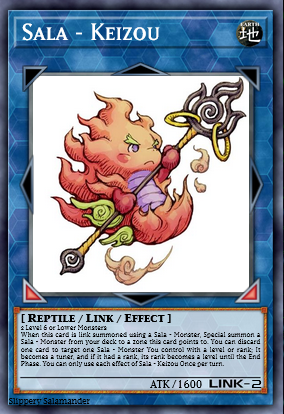 Sala - Keizou
EARTH
地
[ Reptile / Link / Effect ]
2 Level 6 or Lower Monsters
When this card is link summoned using a Sala - Monster, Special summon a
Sala - Monster from your deck to a zone this card points to. You can discard
one card to target one Sala - Monster You control with a level or rank. It
becomes a tuner, and if it had a rank, its rank becomes a level until the End
Phase. You can only use each effect of Sala - Keizou Once per turn.
ATK/1600 LINK-2
Slippery Salamander